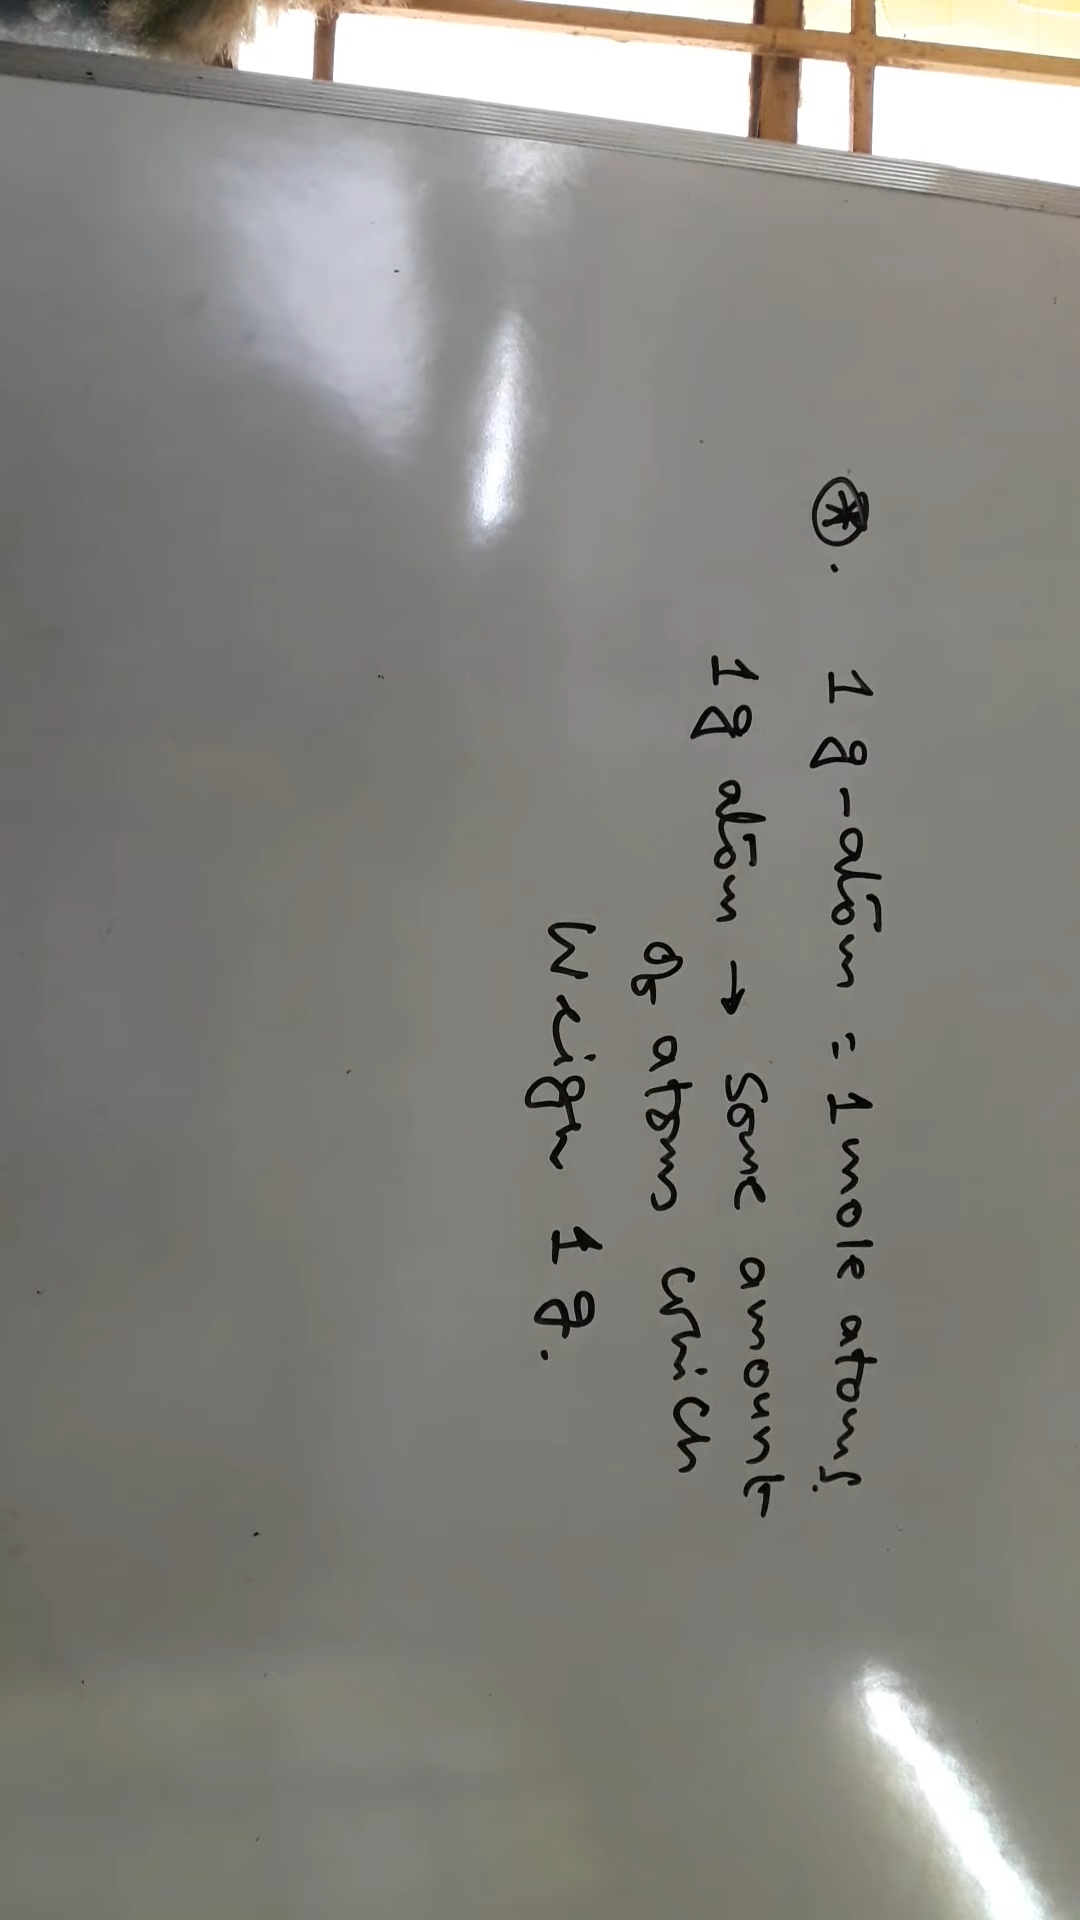 ⊛. 1 g-atom = 1 mole atoms.
1 g atom → Some amount
of atoms which
Weigh 1 g.